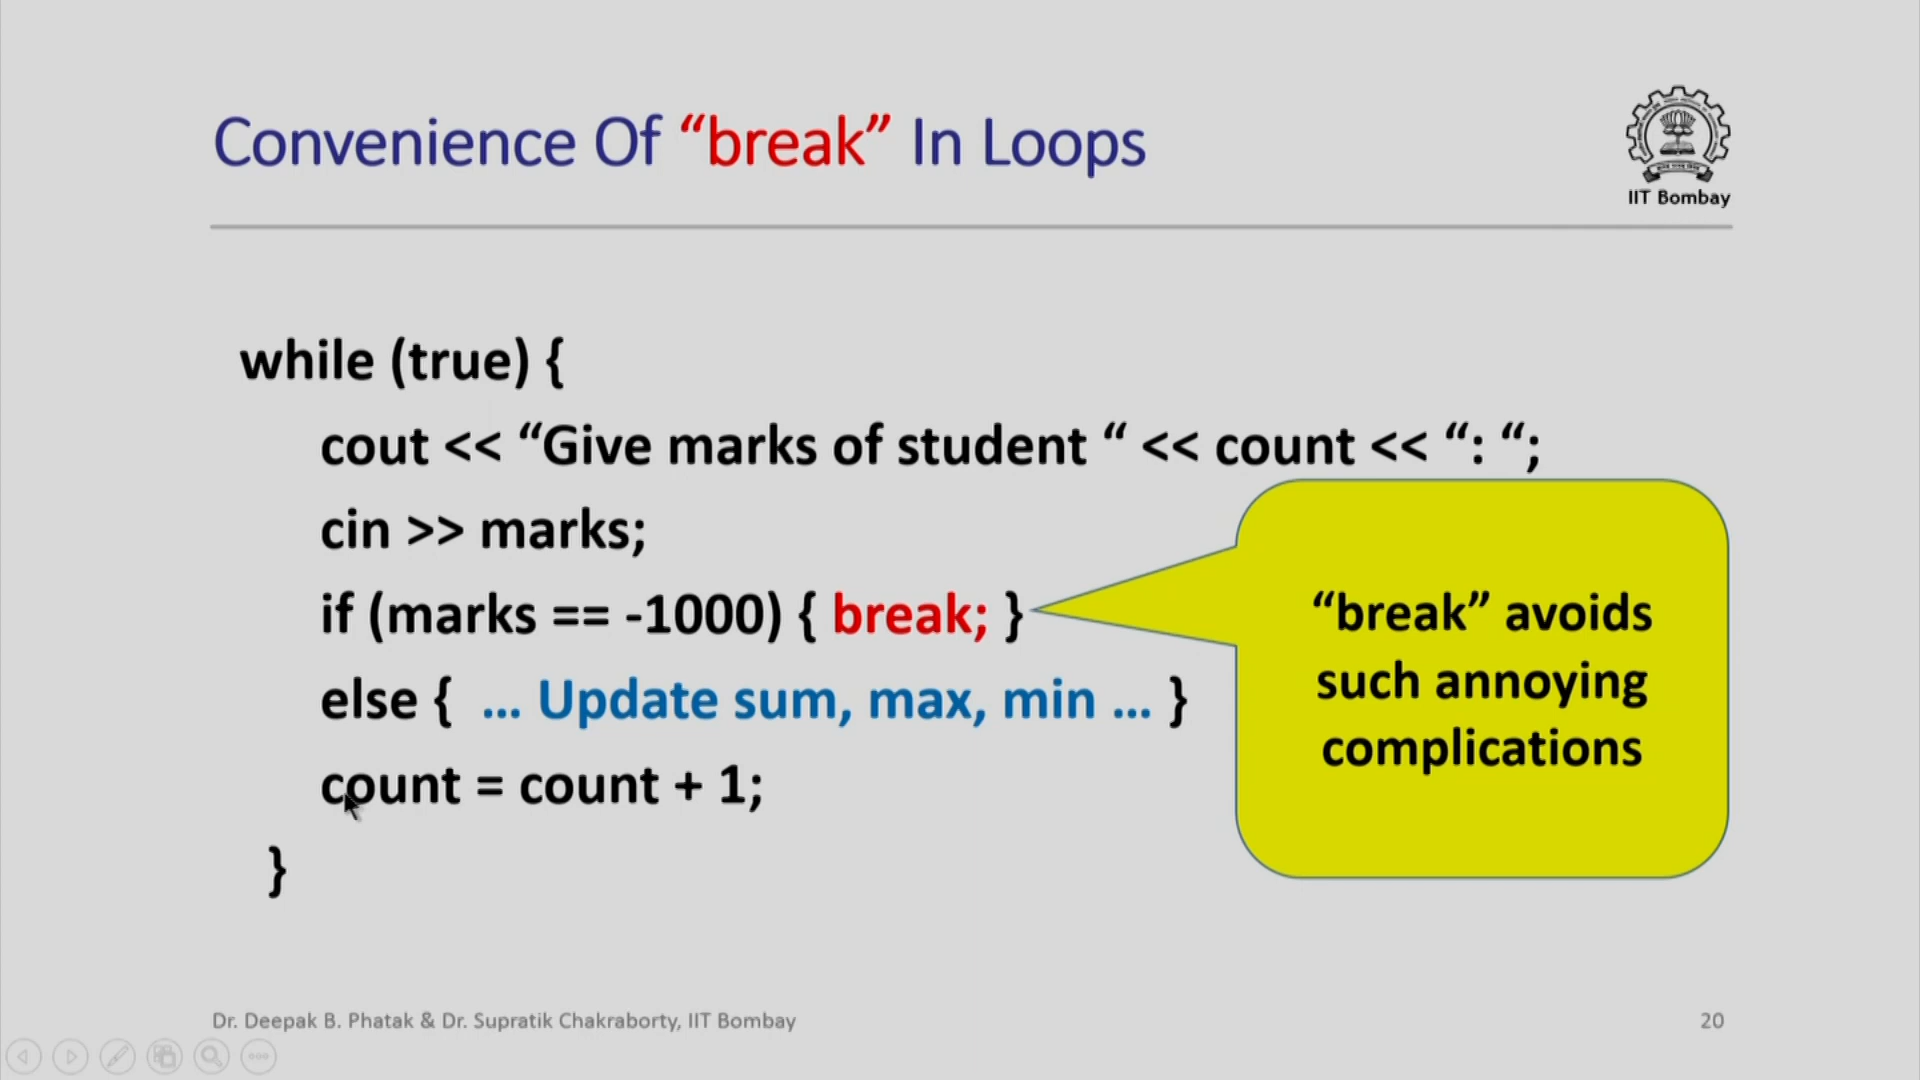 Convenience Of “break” In Loops
IIT Bombay
while (true) {
cout << “Give marks of student “ << count << “: “;
cin >> marks;
if (marks == -1000) { break; }
else { ... Update sum, max, min ... }
count = count + 1;
}
“break” avoids
such annoying
complications
Dr. Deepak B. Phatak & Dr. Supratik Chakraborty, IIT Bombay
20